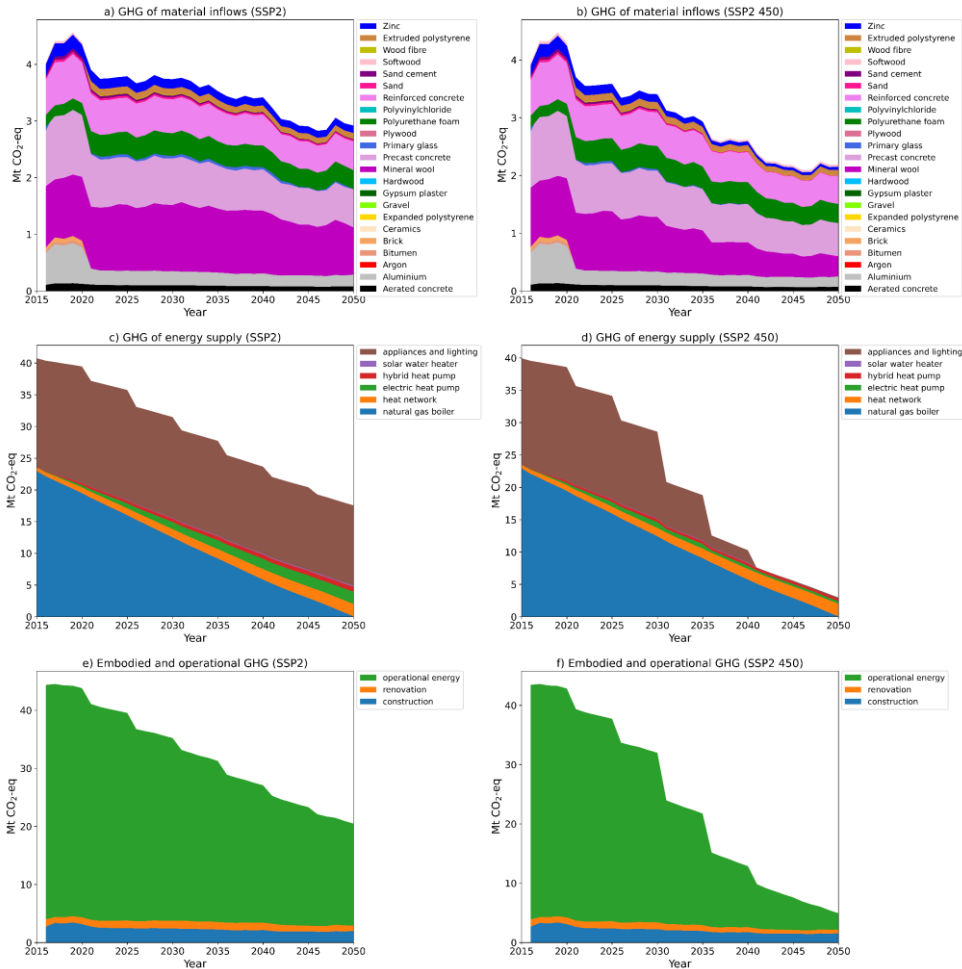 a) GHG of material inflows (SSP2)
Mt CO₂-eq
4
3
2
1
0
2015 2020 2025 2030 2035 2040 2045 2050
Year
Zinc
Extruded polystyrene
Wood fibre
Softwood
Sand cement
Sand
Reinforced concrete
Polyvinylchloride
Polyurethane foam
Plywood
Primary glass
Precast concrete
Mineral wool
Hardwood
Gypsum plaster
Gravel
Expanded polystyrene
Ceramics
Brick
Bitumen
Argon
Aluminium
Aerated concrete
b) GHG of material inflows (SSP2 450)
Mt CO₂-eq
4
3
2
1
0
2015 2020 2025 2030 2035 2040 2045 2050
Year
Zinc
Extruded polystyrene
Wood fibre
Softwood
Sand cement
Sand
Reinforced concrete
Polyvinylchloride
Polyurethane foam
Plywood
Primary glass
Precast concrete
Mineral wool
Hardwood
Gypsum plaster
Gravel
Expanded polystyrene
Ceramics
Brick
Bitumen
Argon
Aluminium
Aerated concrete
c) GHG of energy supply (SSP2)
Mt CO₂-eq
40
35
30
25
20
15
10
5
0
2015 2020 2025 2030 2035 2040 2045 2050
Year
appliances and lighting
solar water heater
hybrid heat pump
electric heat pump
heat network
natural gas boiler
d) GHG of energy supply (SSP2 450)
Mt CO₂-eq
40
35
30
25
20
15
10
5
0
2015 2020 2025 2030 2035 2040 2045 2050
Year
appliances and lighting
solar water heater
hybrid heat pump
electric heat pump
heat network
natural gas boiler
e) Embodied and operational GHG (SSP2)
Mt CO₂-eq
40
30
20
10
0
2015 2020 2025 2030 2035 2040 2045 2050
Year
operational energy
renovation
construction
f) Embodied and operational GHG (SSP2 450)
Mt CO₂-eq
40
30
20
10
0
2015 2020 2025 2030 2035 2040 2045 2050
Year
operational energy
renovation
construction